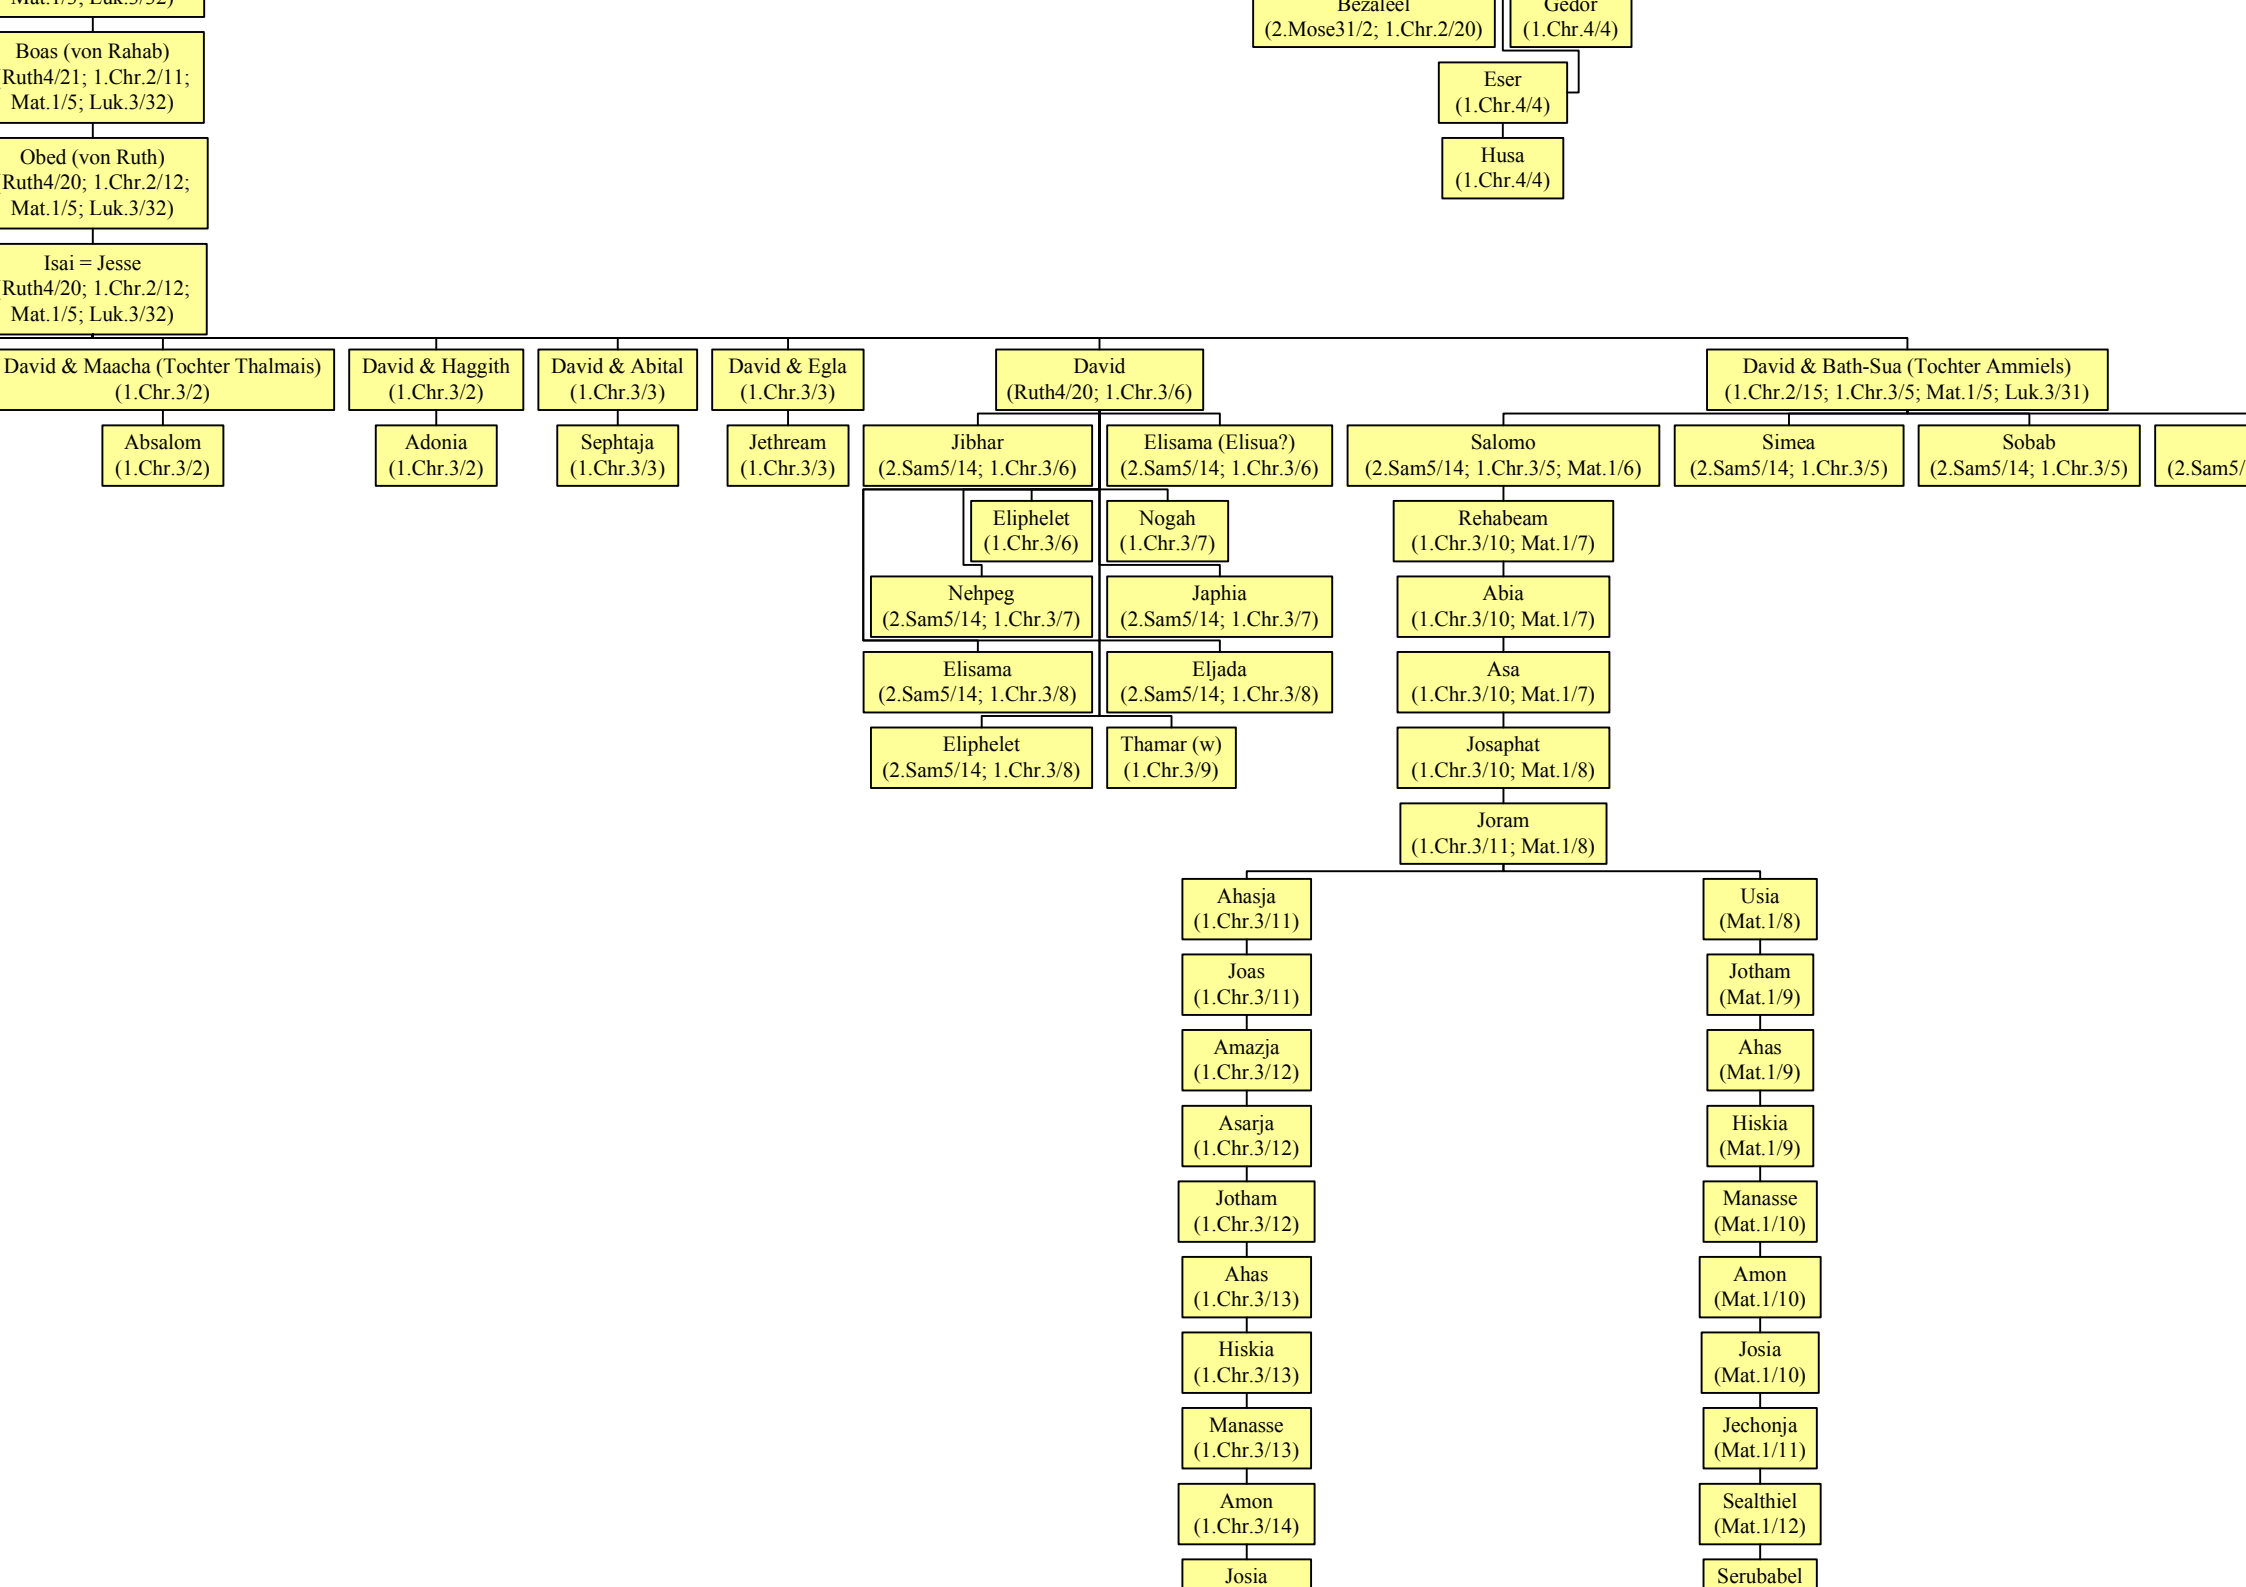 Mat.1/5; Luk.3/32)
Bezaleel
(2.Mose31/2; 1.Chr.2/20)
Gedor
(1.Chr.4/4)
Boas (von Rahab)
Ruth4/21; 1.Chr.2/11;
Mat.1/5; Luk.3/32)
Eser
(1.Chr.4/4)
Husa
(1.Chr.4/4)
Obed (von Ruth)
Ruth4/20; 1.Chr.2/12;
Mat.1/5; Luk.3/32)
Isai = Jesse
Ruth4/20; 1.Chr.2/12;
Mat.1/5; Luk.3/32)
David & Maacha (Tochter Thalmais)
(1.Chr.3/2)
David & Haggith
(1.Chr.3/2)
David & Abital
(1.Chr.3/3)
David & Egla
(1.Chr.3/3)
David
(Ruth4/20; 1.Chr.3/6)
David & Bath-Sua (Tochter Ammiels)
(1.Chr.2/15; 1.Chr.3/5; Mat.1/5; Luk.3/31)
Absalom
(1.Chr.3/2)
Adonia
(1.Chr.3/2)
Sephtaja
(1.Chr.3/3)
Jethream
(1.Chr.3/3)
Jibhar
(2.Sam5/14; 1.Chr.3/6)
Elisama (Elisua?)
(2.Sam5/14; 1.Chr.3/6)
Salomo
(2.Sam5/14; 1.Chr.3/5; Mat.1/6)
Simea
(2.Sam5/14; 1.Chr.3/5)
Sobab
(2.Sam5/14; 1.Chr.3/5)
(2.Sam5/
Eliphelet
(1.Chr.3/6)
Nogah
(1.Chr.3/7)
Rehabeam
(1.Chr.3/10; Mat.1/7)
Nehpeg
(2.Sam5/14; 1.Chr.3/7)
Japhia
(2.Sam5/14; 1.Chr.3/7)
Abia
(1.Chr.3/10; Mat.1/7)
Elisama
(2.Sam5/14; 1.Chr.3/8)
Eljada
(2.Sam5/14; 1.Chr.3/8)
Asa
(1.Chr.3/10; Mat.1/7)
Eliphelet
(2.Sam5/14; 1.Chr.3/8)
Thamar (w)
(1.Chr.3/9)
Josaphat
(1.Chr.3/10; Mat.1/8)
Joram
(1.Chr.3/11; Mat.1/8)
Ahasja
(1.Chr.3/11)
Joas
(1.Chr.3/11)
Amazja
(1.Chr.3/12)
Asarja
(1.Chr.3/12)
Jotham
(1.Chr.3/12)
Ahas
(1.Chr.3/13)
Hiskia
(1.Chr.3/13)
Manasse
(1.Chr.3/13)
Amon
(1.Chr.3/14)
Josia
Usia
(Mat.1/8)
Jotham
(Mat.1/9)
Ahas
(Mat.1/9)
Hiskia
(Mat.1/9)
Manasse
(Mat.1/10)
Amon
(Mat.1/10)
Josia
(Mat.1/10)
Jechonja
(Mat.1/11)
Sealthiel
(Mat.1/12)
Serubabel